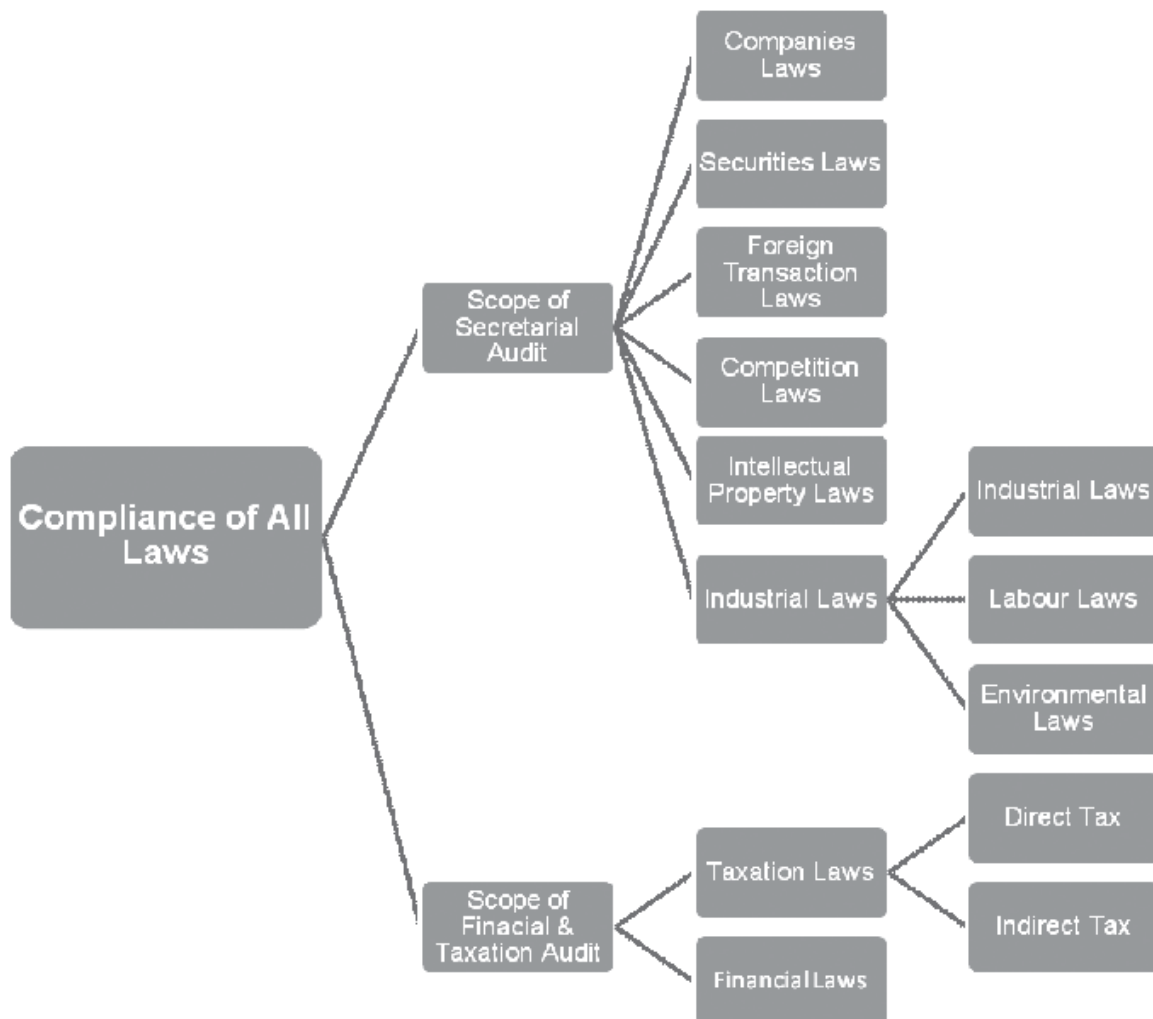 Companies
Laws
Securities Laws
Foreign
Transaction
Laws
Scope of
Secretarial
Audit
Competition
Laws
Intellectual
Property Laws
Industrial Laws
Compliance of All
Laws
Industrial Laws
Labour Laws
Environmental
Laws
Direct Tax
Taxation Laws
Scope of
Finacial &
Taxation Audit
Indirect Tax
Financial Laws